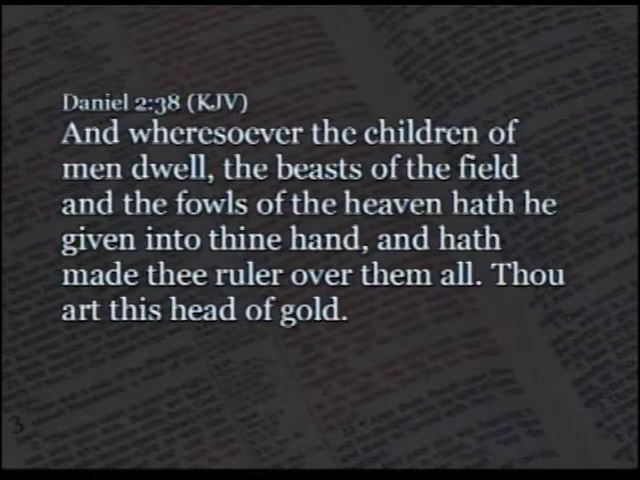 Daniel 2:38 (KJV)
And wheresoever the children of
men dwell, the beasts of the field
and the fowls of the heaven hath he
given into thine hand, and hath
made thee ruler over them all. Thou
art this head of gold.
3